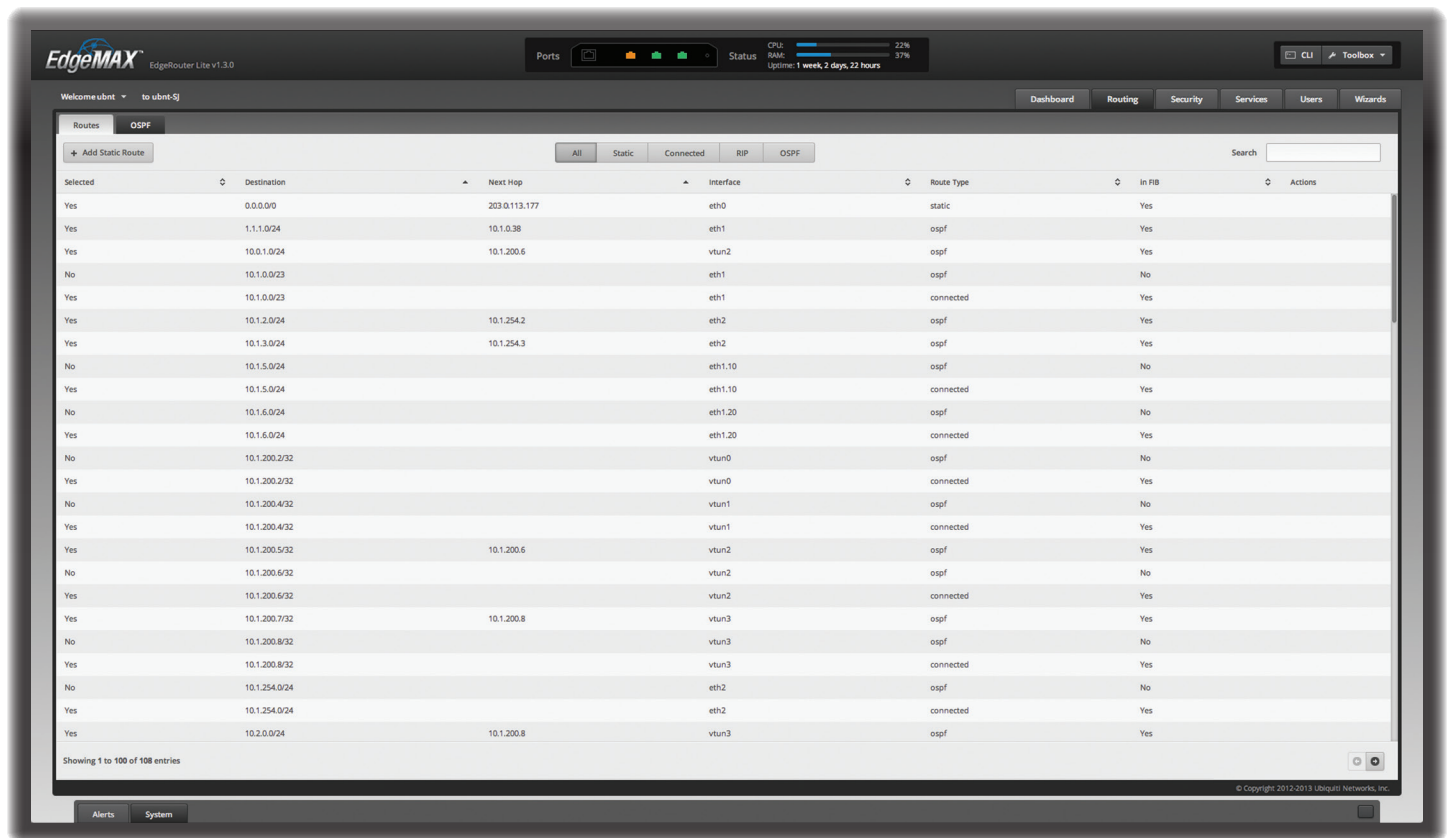 EdgeMAX™ EdgeRouter Lite v1.3.0
Ports Status CPU: 22%
RAM: 37%
Uptime: 1 week, 2 days, 22 hours
CLI Toolbox
Welcome ubnt to ubnt-SJ
Dashboard Routing Security Services Users Wizards
Routes OSPF
+ Add Static Route All Static Connected RIP OSPF Search
Selected Destination Next Hop Interface Route Type In FIB Actions
Yes 0.0.0.0/0 203 0.113.177 eth0 static Yes
Yes 1.1.1.0/24 10.1.0.38 eth1 ospf Yes
Yes 10.0.1.0/24 10.1.200.6 vtun2 ospf Yes
No 10.1.0.0/23 eth1 ospf No
Yes 10.1.0.0/23 eth1 connected Yes
Yes 10.1.2.0/24 10.1.254.2 eth2 ospf Yes
Yes 10.1.3.0/24 10.1.254.3 eth2 ospf Yes
No 10.1.5.0/24 eth1.10 ospf No
Yes 10.1.5.0/24 eth1.10 connected Yes
No 10.1.6.0/24 eth1.20 ospf No
Yes 10.1.6.0/24 eth1.20 connected Yes
No 10.1.200.2/32 vtun0 ospf No
Yes 10.1.200.2/32 vtun0 connected Yes
No 10.1.200.4/32 vtun1 ospf No
Yes 10.1.200.4/32 vtun1 connected Yes
Yes 10.1.200.5/32 10.1.200.6 vtun2 ospf Yes
No 10.1.200.6/32 vtun2 ospf No
Yes 10.1.200.6/32 vtun2 connected Yes
Yes 10.1.200.7/32 10.1.200.8 vtun3 ospf Yes
No 10.1.200.8/32 vtun3 ospf No
Yes 10.1.200.8/32 vtun3 connected Yes
No 10.1.254.0/24 eth2 ospf No
Yes 10.1.254.0/24 eth2 connected Yes
Yes 10.2.0.0/24 10.1.200.8 vtun3 ospf Yes
Showing 1 to 100 of 108 entries
© Copyright 2012-2013 Ubiquiti Networks, Inc.
Alerts System